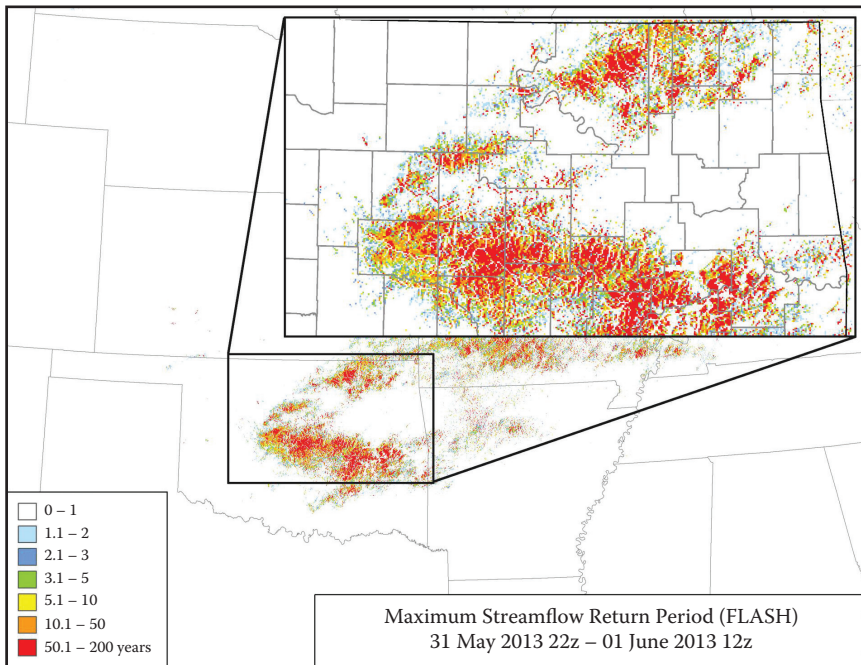 0 – 1
1.1 – 2
2.1 – 3
3.1 – 5
5.1 – 10
10.1 – 50
50.1 – 200 years
Maximum Streamflow Return Period (FLASH)
31 May 2013 22z – 01 June 2013 12z